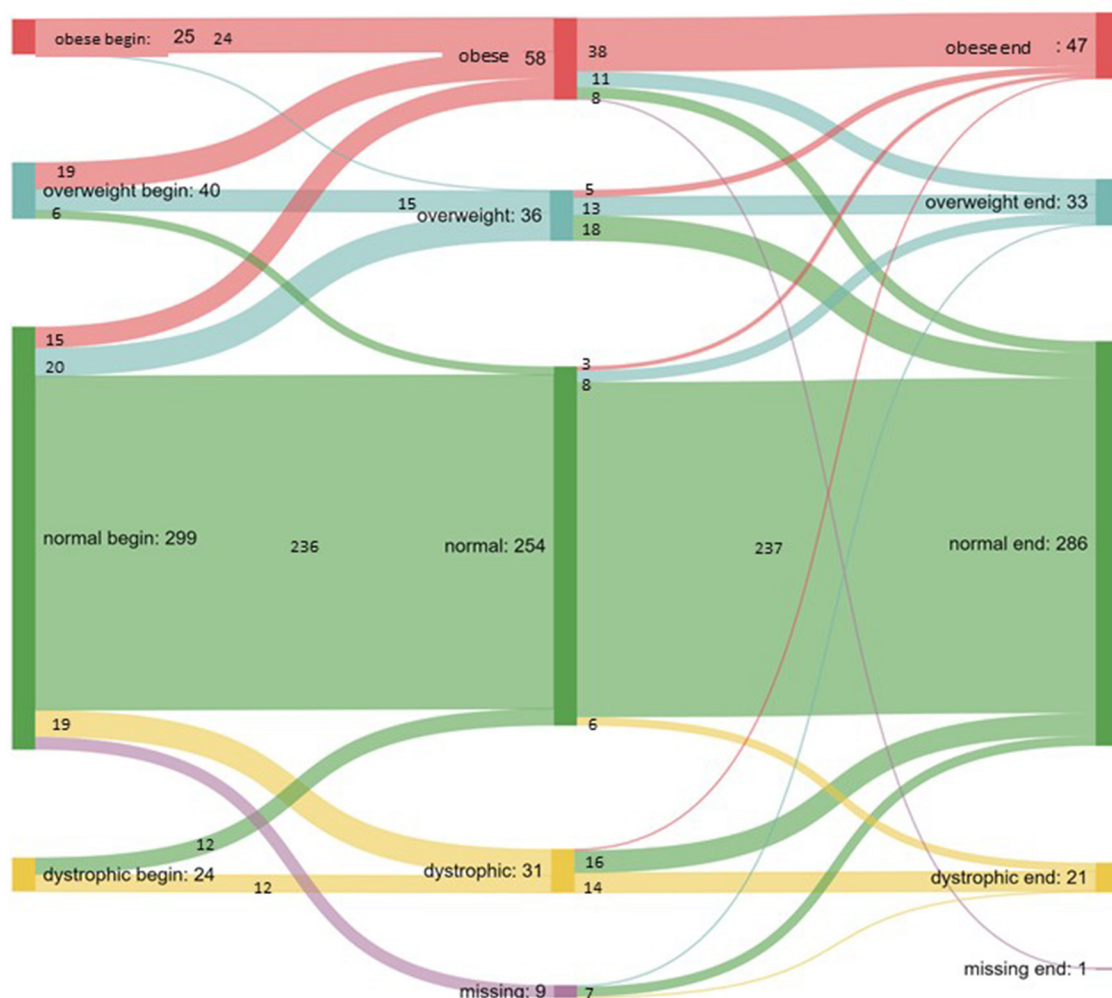 obese begin: 25 24
obese 58
38
11
8
obese end : 47
19
overweight begin: 40
6
15
overweight: 36
5
13
18
overweight end: 33
15
20
3
8
normal begin: 299
236
normal: 254
237
normal end: 286
19
6
12
dystrophic begin: 24
12
dystrophic: 31
16
14
dystrophic end: 21
missing: 9
7
missing end: 1